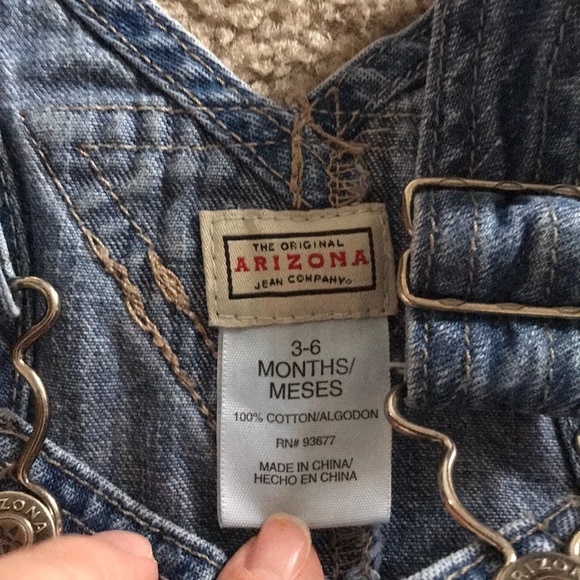 THE ORIGINAL
ARIZONA
JEAN COMPANY
3-6
MONTHS/
MESES
100% COTTON/ALGODON
RN# 93677
MADE IN CHINA/
HECHO EN CHINA